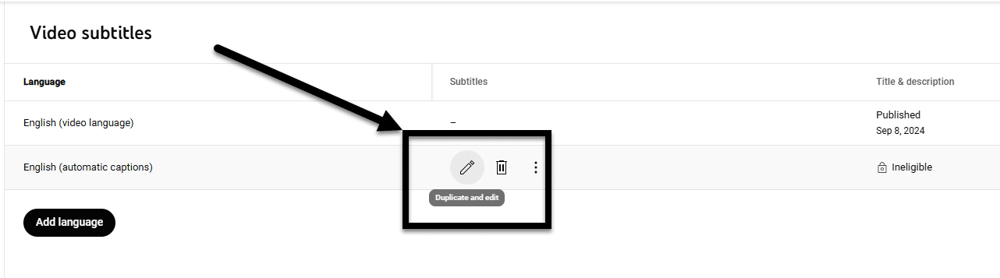 Video subtitles
Language Subtitles Title & description
English (video language) – Published
Sep 8, 2024
English (automatic captions) Ineligible
Duplicate and edit
Add language